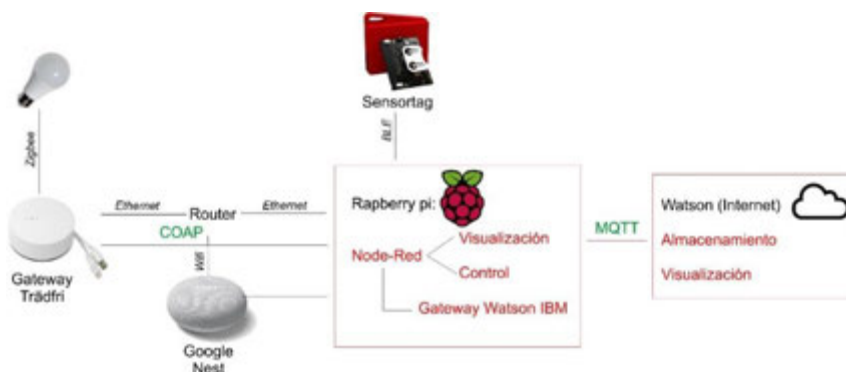 Sensortag
Zigbee
BLE
Ethernet
Router
Ethernet
COAP
Wifi
Gateway
Trädfri
Google
Nest
Rapberry pi:
Visualización
Node-Red
Control
Gateway Watson IBM
MQTT
Watson (Internet)
Almacenamiento
Visualización